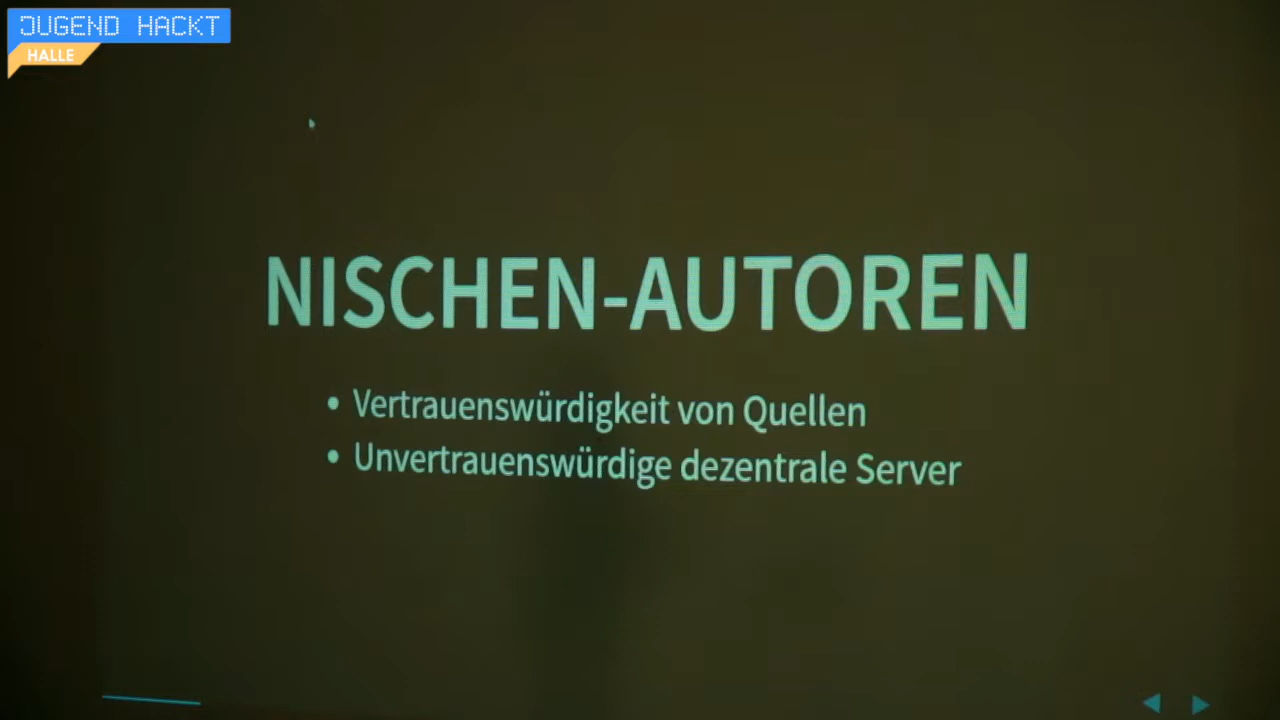 JUGEND HACKT
HALLE
NISCHEN-AUTOREN
• Vertrauenswürdigkeit von Quellen
• Unvertrauenswürdige dezentrale Server